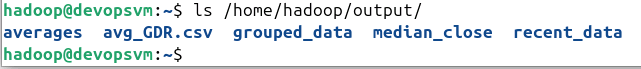 hadoop@devopsvm:~$ ls /home/hadoop/output/
averages  avg_GDR.csv  grouped_data  median_close  recent_data
hadoop@devopsvm:~$